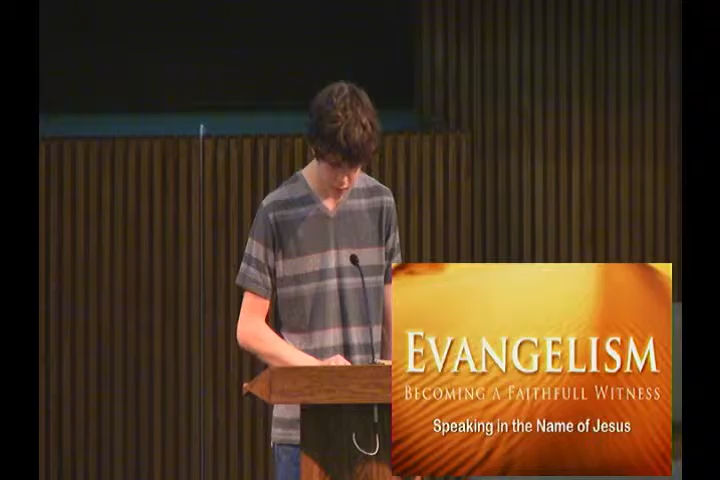 EVANGELISM
BECOMING A FAITHFULL WITNESS
Speaking in the Name of Jesus